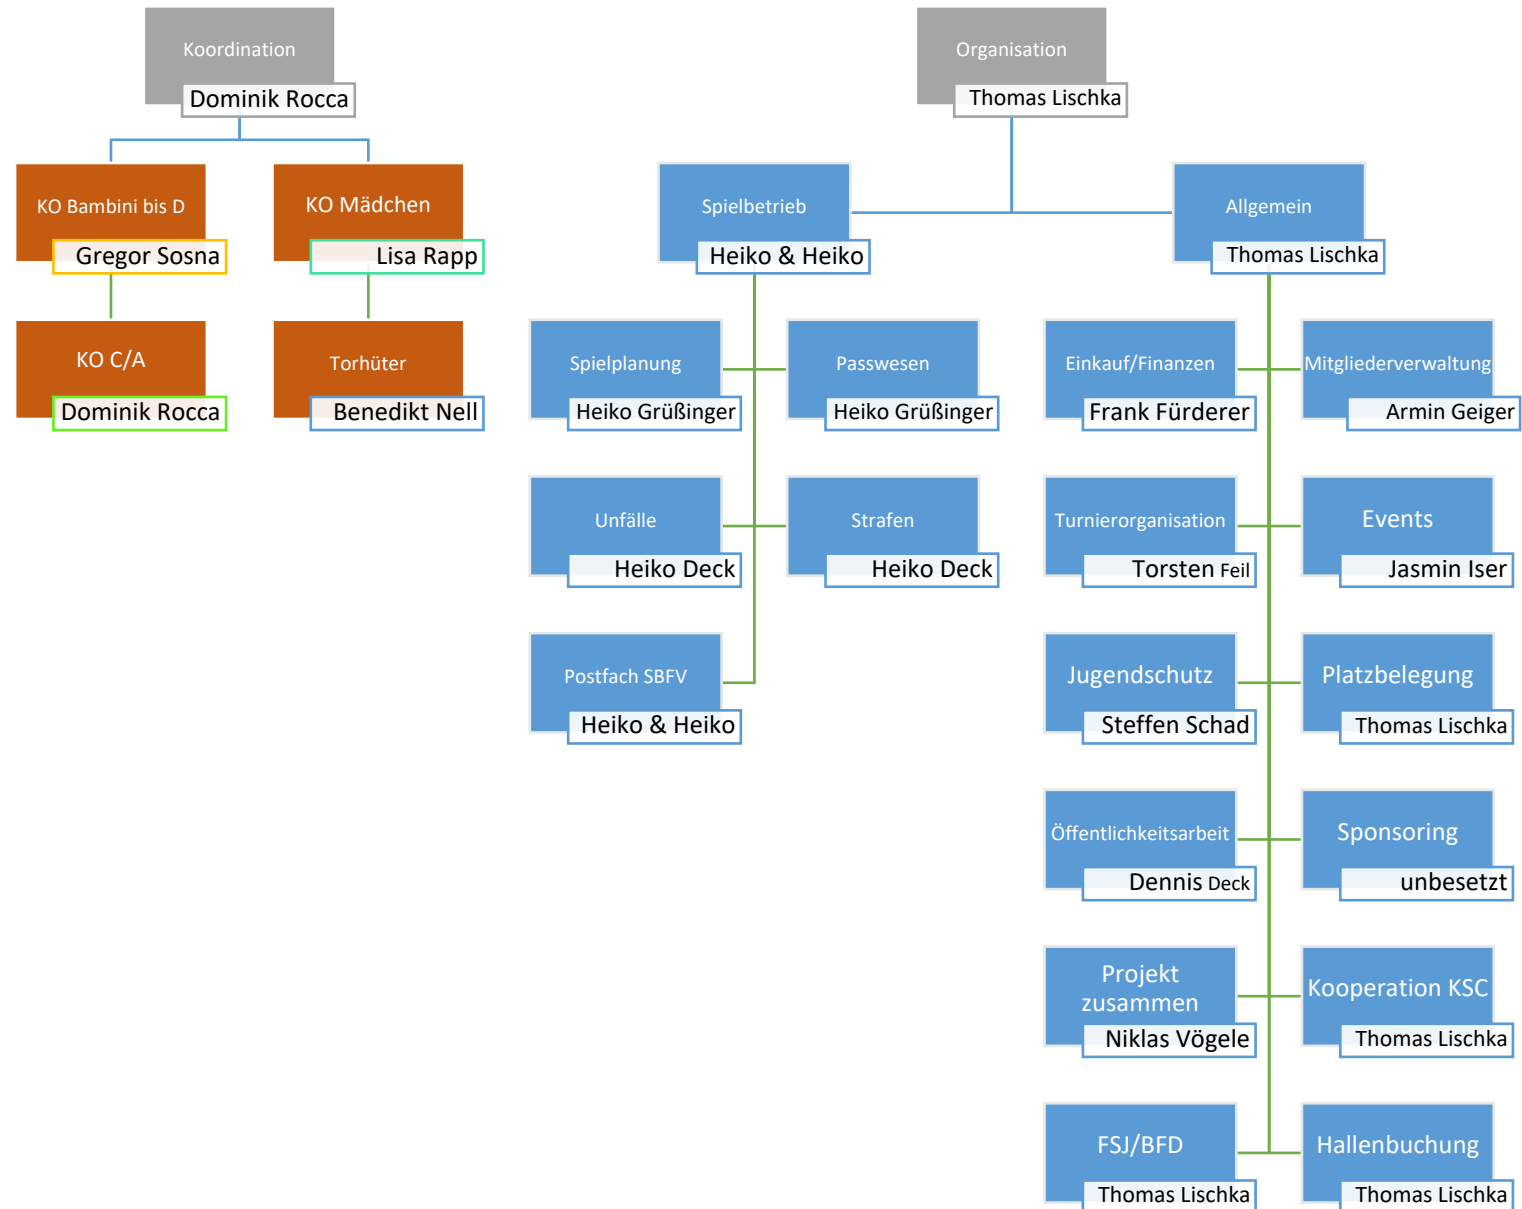 Koordination
Dominik Rocca
KO Bambini bis D
Gregor Sosna
KO Mädchen
Lisa Rapp
KO C/A
Dominik Rocca
Torhüter
Benedikt Nell
Organisation
Thomas Lischka
Spielbetrieb
Heiko & Heiko
Allgemein
Thomas Lischka
Spielplanung
Heiko Grüßinger
Passwesen
Heiko Grüßinger
Unfälle
Heiko Deck
Strafen
Heiko Deck
Postfach SBFV
Heiko & Heiko
Einkauf/Finanzen
Frank Fürderer
Mitgliederverwaltung
Armin Geiger
Turnierorganisation
Torsten Feil
Events
Jasmin Iser
Jugendschutz
Steffen Schad
Platzbelegung
Thomas Lischka
Öffentlichkeitsarbeit
Dennis Deck
Sponsoring
unbesetzt
Projekt
zusammen
Niklas Vögele
Kooperation KSC
Thomas Lischka
FSJ/BFD
Thomas Lischka
Hallenbuchung
Thomas Lischka